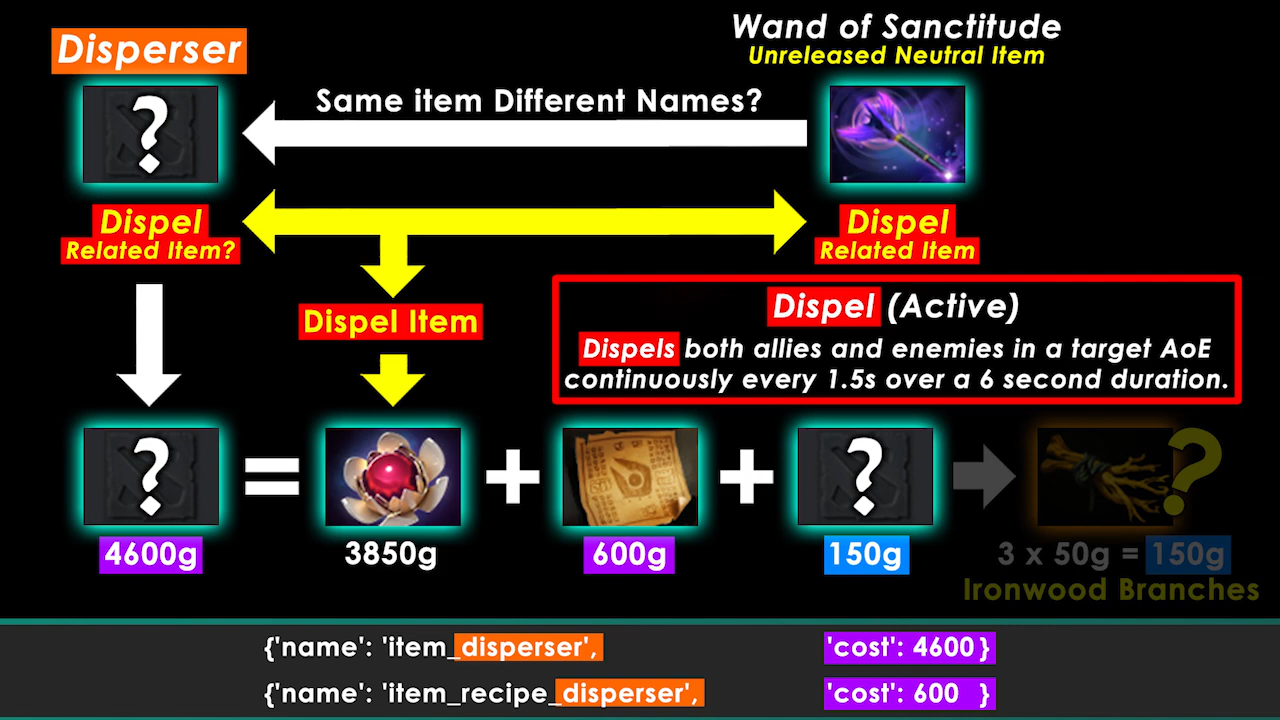 Disperser
Wand of Sanctitude
Unreleased Neutral Item
Same item Different Names?
?
Dispel
Related Item?
Dispel
Related Item
Dispel Item
Dispel (Active)
Dispels both allies and enemies in a target AoE
continuously every 1.5s over a 6 second duration.
? = + + ? ?
4600g
3850g
600g
150g
3 x 50g = 150g
Ironwood Branches
{'name': 'item_disperser', 'cost': 4600 }
{'name': 'item_recipe_disperser', 'cost': 600 }